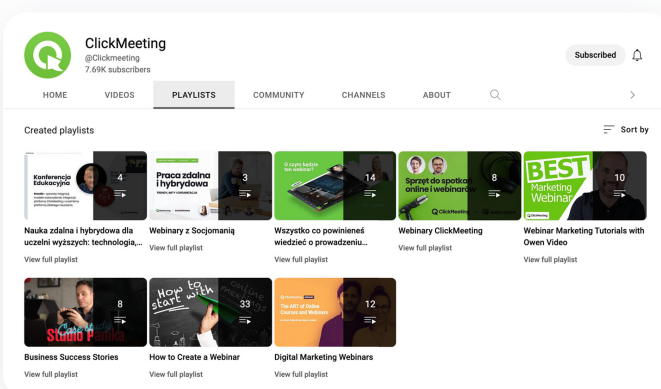 ClickMeeting
@Clickmeeting
7.69K subscribers
Subscribed
HOME
VIDEOS
PLAYLISTS
COMMUNITY
CHANNELS
ABOUT
Created playlists
Sort by
Konferencja
Edukacyjna
4
Praca zdalna
i hybrydowa
3
O czym będzie
ten webinar?
14
Sprzęt do spotkań
online i webinarów
ClickMeeting
8
BEST
Marketing
Webinar
10
Nauka zdalna i hybrydowa dla
uczelni wyższych: technologia,...
View full playlist
Webinary z Socjomanią
View full playlist
Wszystko co powinieneś
wiedzieć o prowadzeniu...
View full playlist
Webinary ClickMeeting
View full playlist
Webinar Marketing Tutorials with
Owen Video
View full playlist
Case study
Studio Panika
8
How to
start with
online
meetings
33
The ART of Online
Courses and Webinars
12
Business Success Stories
View full playlist
How to Create a Webinar
View full playlist
Digital Marketing Webinars
View full playlist